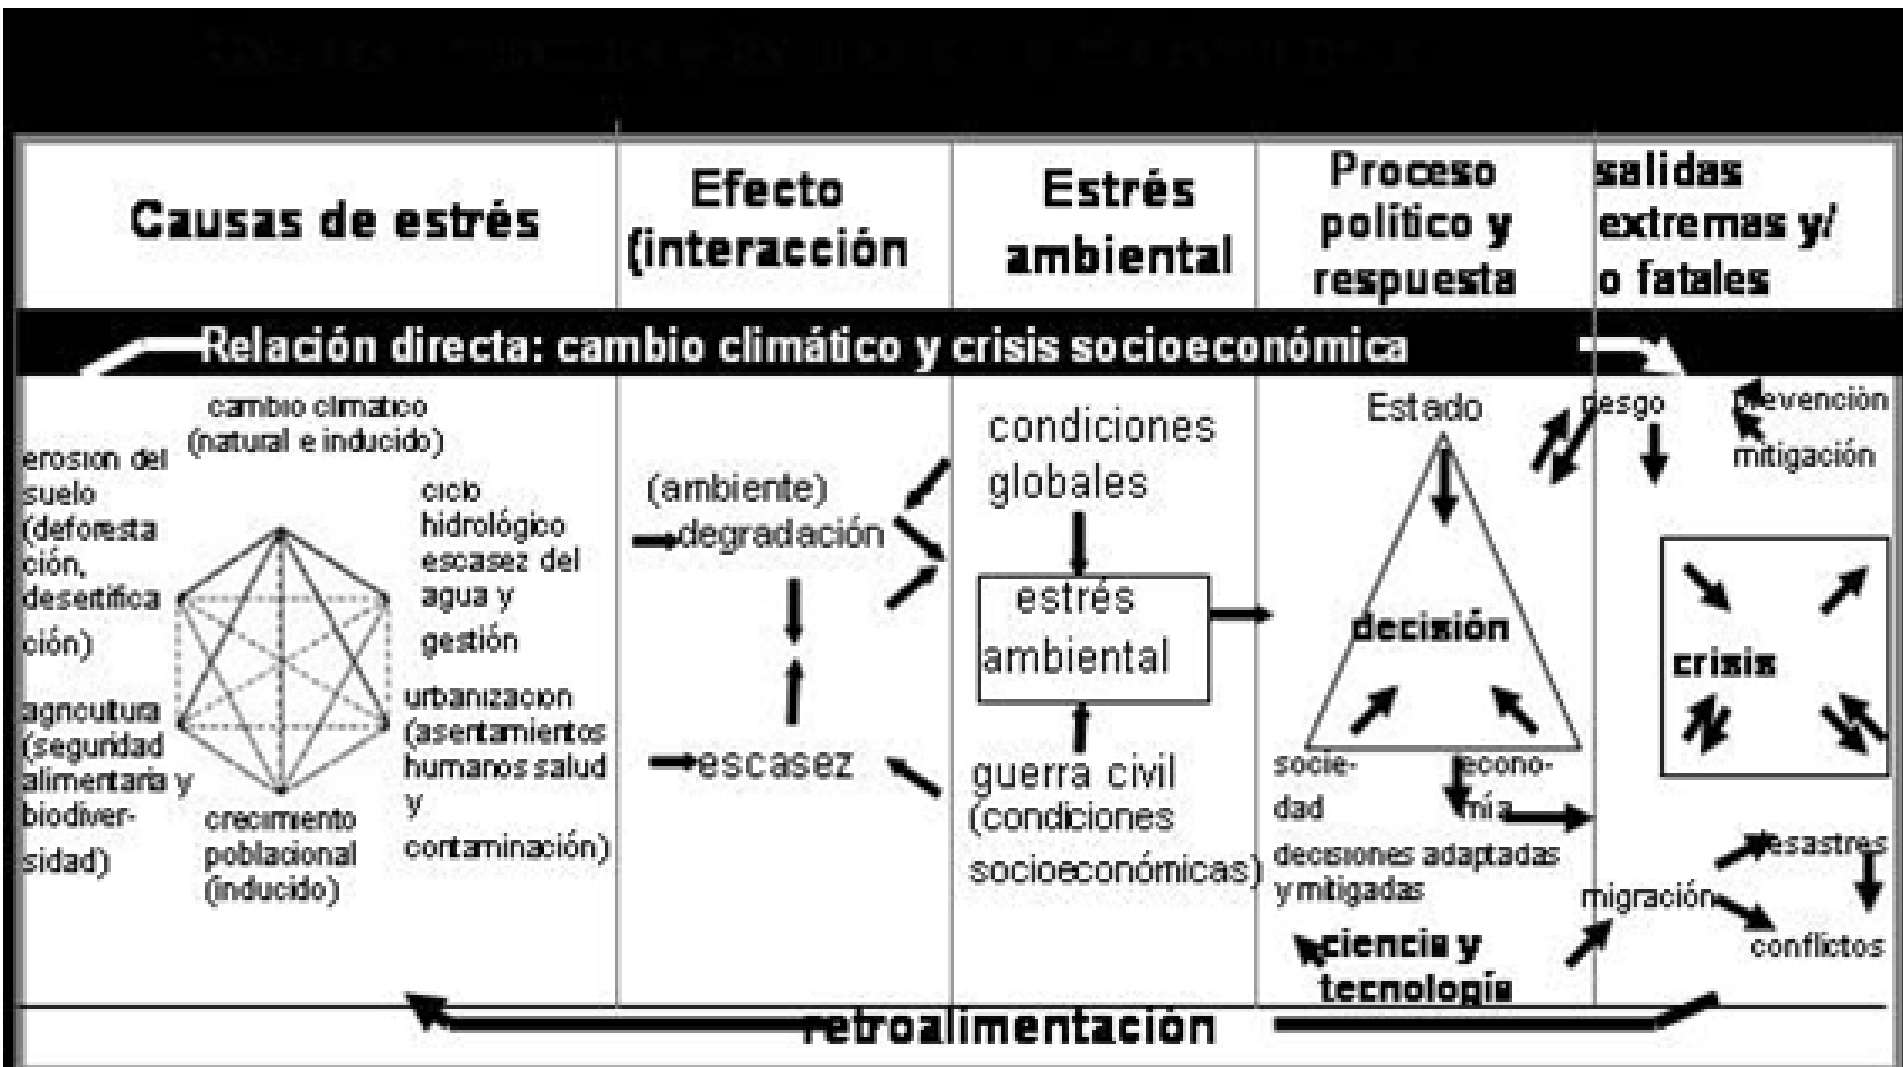 Causas de estrés
Efecto
(interacción
Estrés
ambiental
Proceso
político y
respuesta
salidas
extremas y/
o fatales
Relación directa: cambio climático y crisis socioeconómica
cambio climatico
(natural e inducido)
erosion del
suelo
(deforesta
ción,
desertifica
ción)
ciclo
hidrológico
escasez del
agua y
gestión
agricultura
(seguridad
alimentaria y
biodiver-
sidad)
urbanizacion
(asentamientos
humanos salud
y
contaminación)
crecimiento
poblacional
(inducido)
(ambiente)
degradación
escasez
condiciones
globales
estrés
ambiental
guerra civil
(condiciones
socioeconómicas)
Estado
decisión
socie-
dad
econo-
mía
decisiones adaptadas
y mitigadas
ciencia y
tecnología
riesgo
prevención
mitigación
crisis
migración
desastres
conflictos
retroalimentación